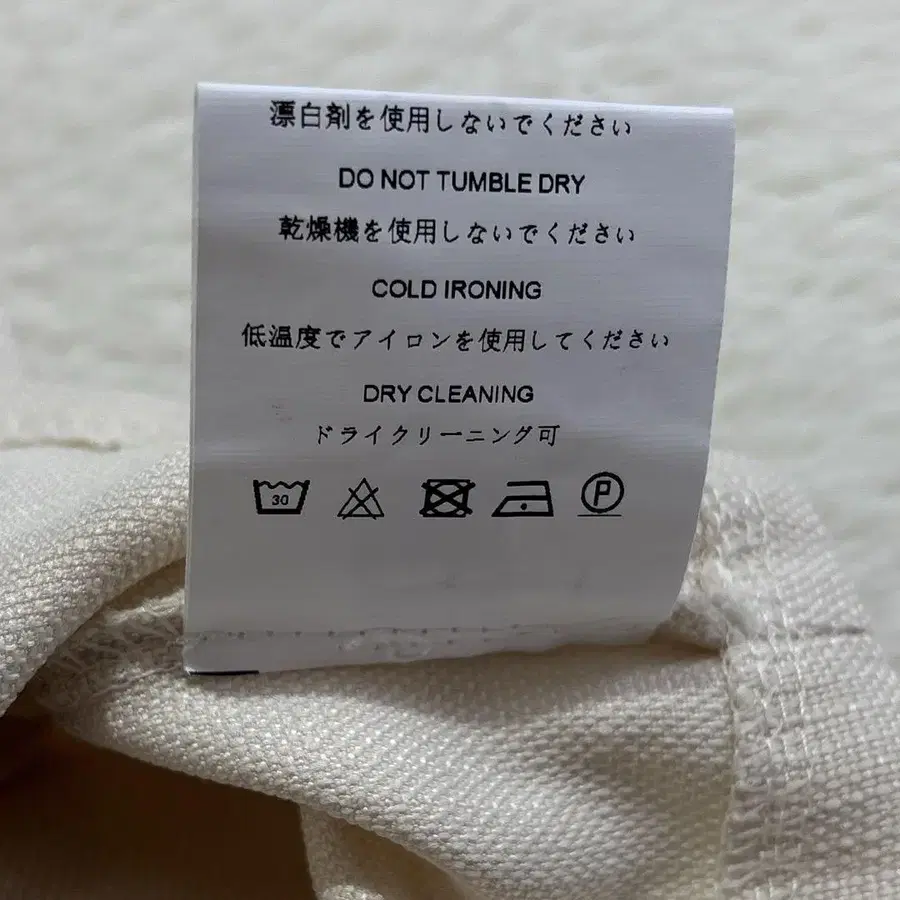 漂白剤を使用しないでください
DO NOT TUMBLE DRY
乾燥機を使用しないでください
COLD IRONING
低温度でアイロンを使用してください
DRY CLEANING
ドライクリーニング可
30 P